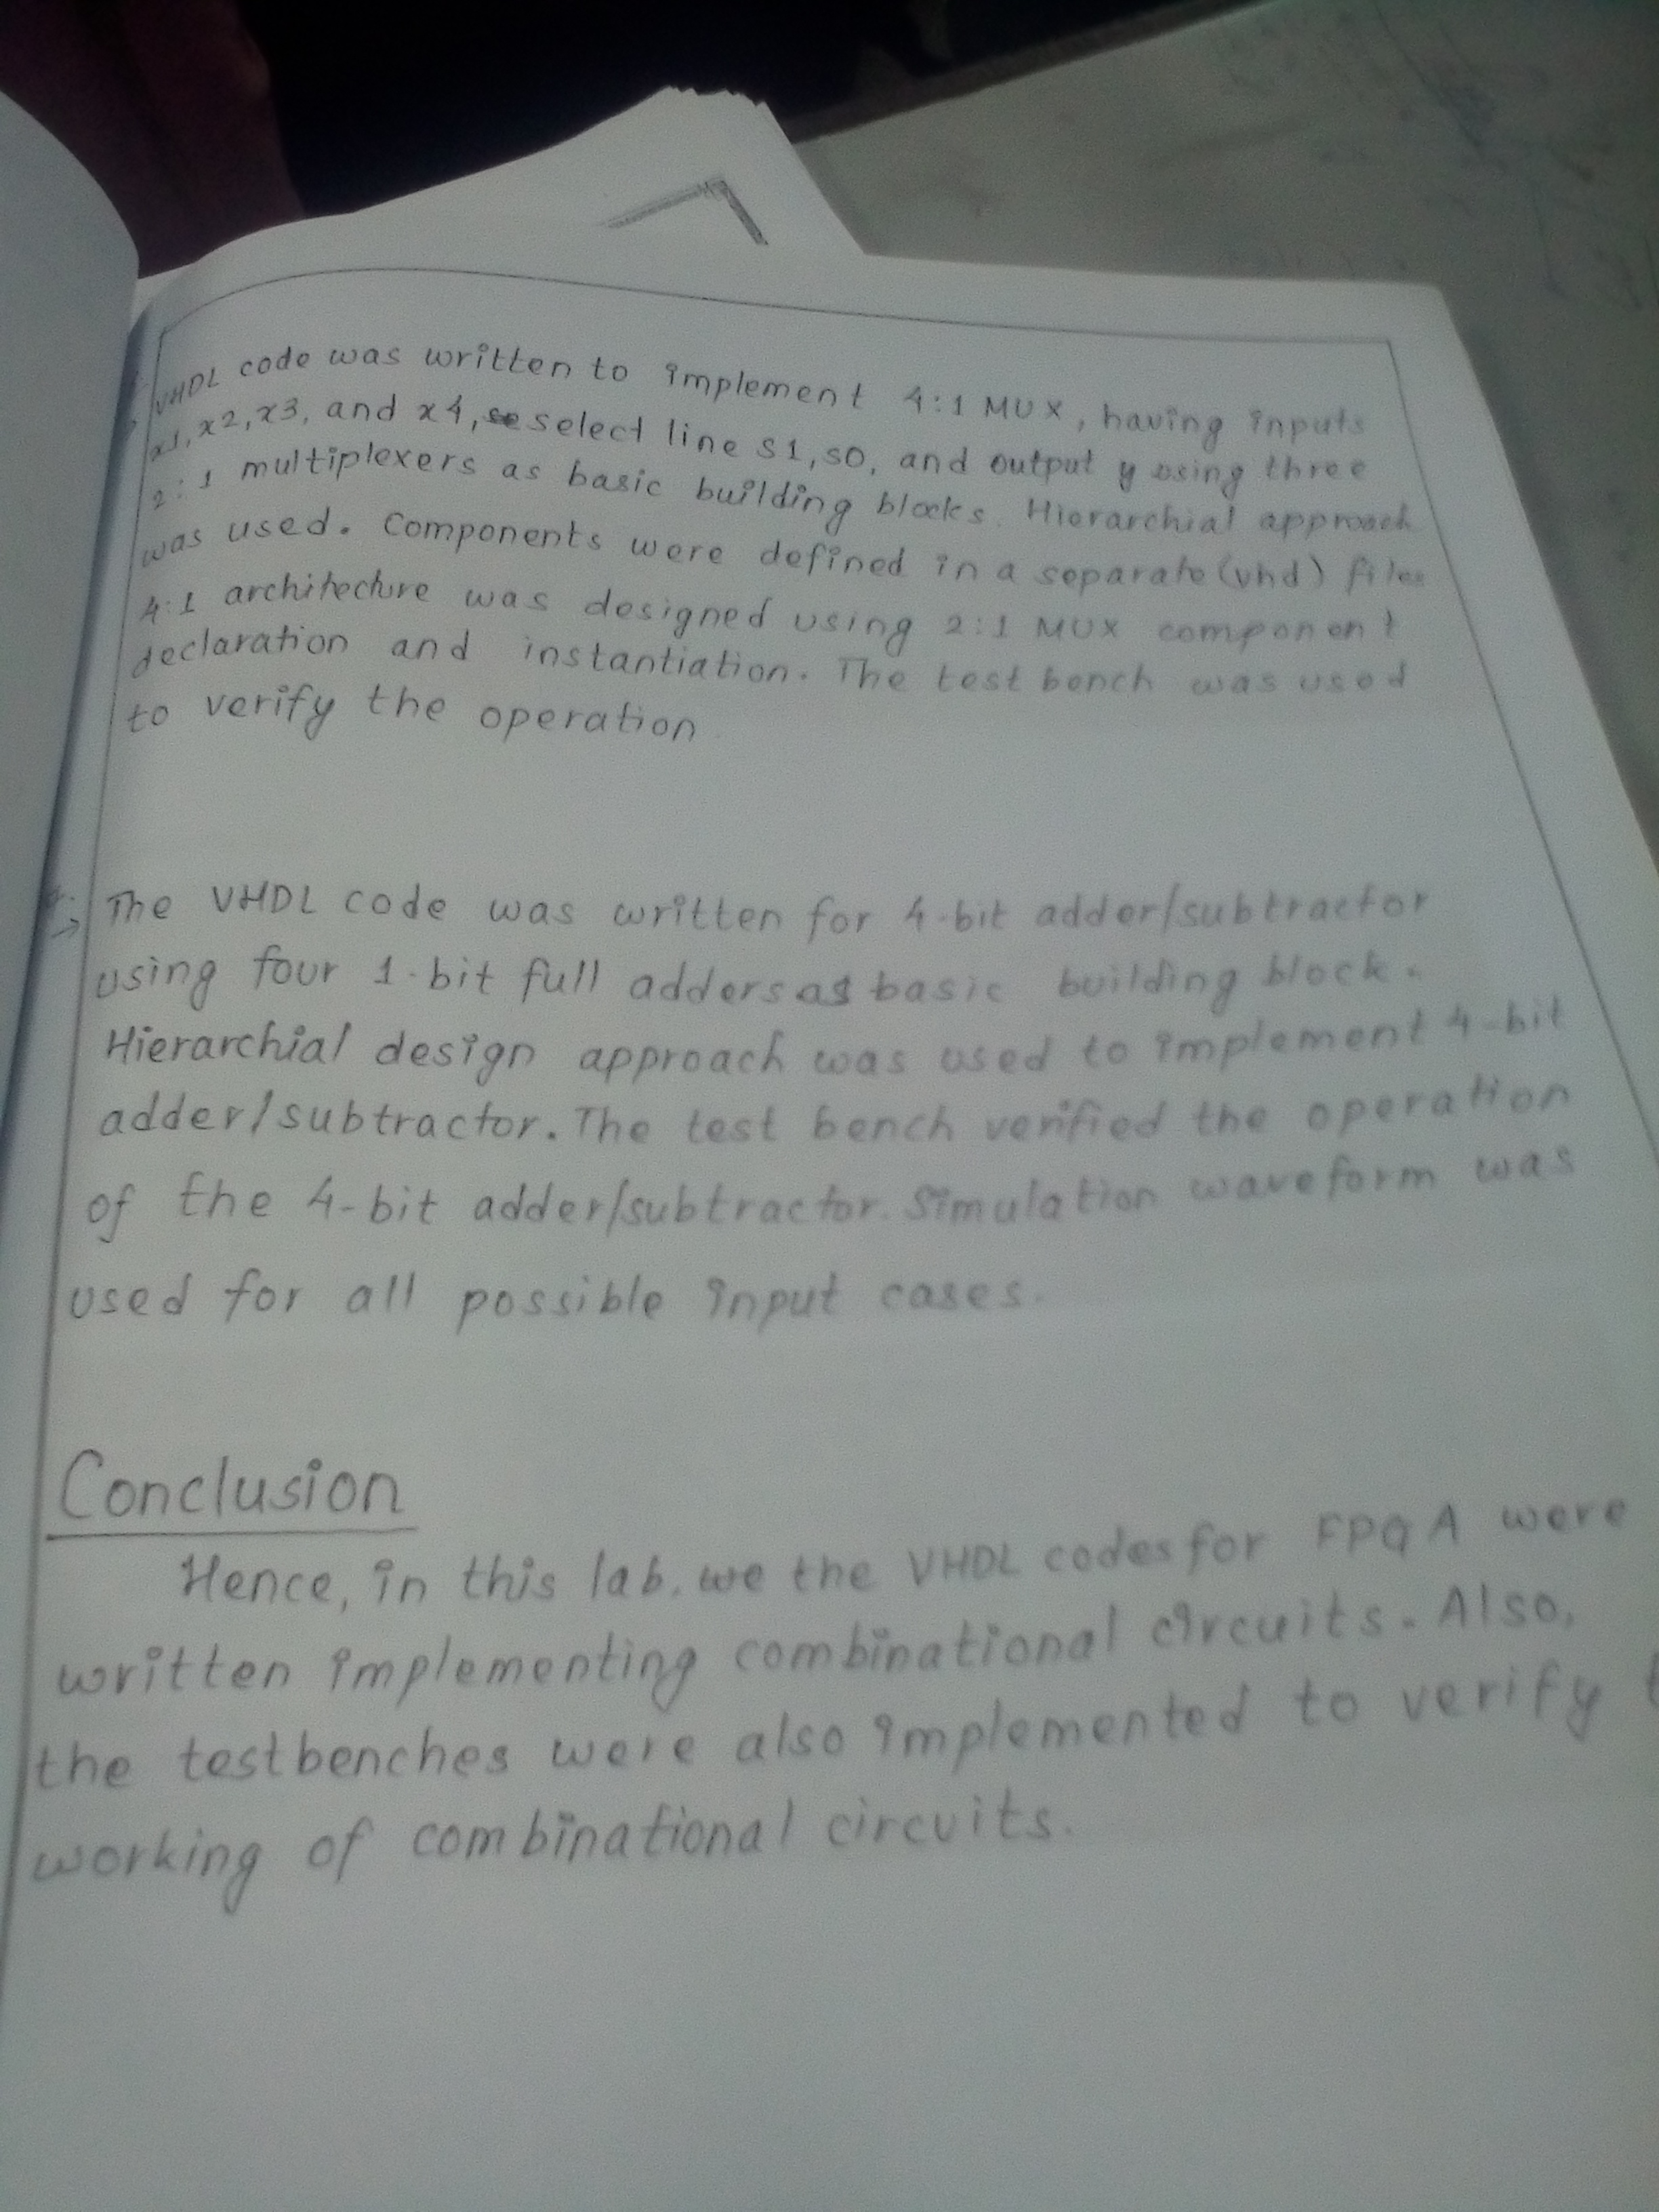 VHDL code was written to implement 4:1 MUX, having inputs
x1, x2, x3, and x4, select line s1, s0, and output y using three
2:1 multiplexers as basic building blocks. Hierarchial approach
was used. Components were defined in a separate (vhd) files
4:1 architecture was designed using 2:1 MUX component
declaration and instantiation. The test bench was used
to verify the operation
→ The VHDL code was written for 4-bit adder/subtractor
using four 1-bit full adders as basic building block.
Hierarchial design approach was used to implement 4-bit
adder/subtractor. The test bench verified the operation
of the 4-bit adder/subtractor. Simulation waveform was
used for all possible input cases.
Conclusion
Hence, in this lab, we the VHDL codes for FPGA were
written implementing combinational circuits. Also,
the testbenches were also implemented to verify
working of combinational circuits.